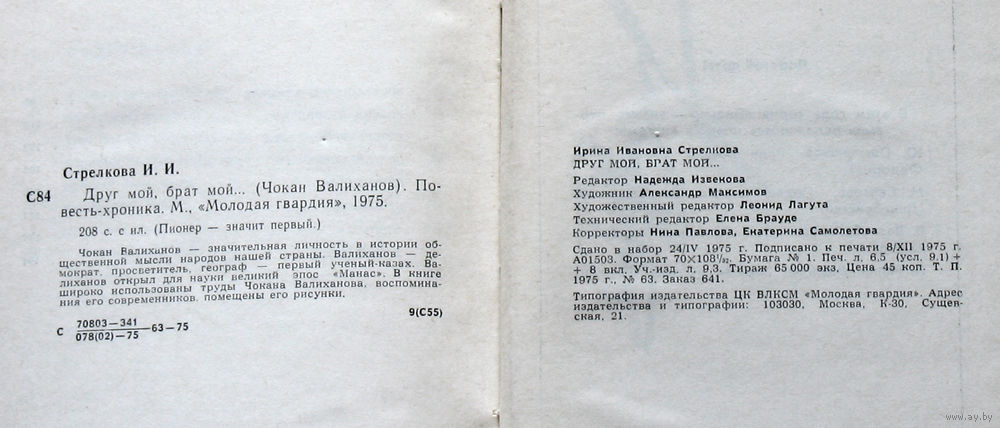 Стрелкова И. И.
С84
Друг мой, брат мой... (Чокан Валиханов). По-
весть-хроника. М., «Молодая гвардия», 1975.
208 с. с ил. (Пионер — значит первый.)
Чокан Валиханов — значительная личность в истории об-
щественной мысли народов нашей страны. Валиханов — де-
мократ, просветитель, географ — первый ученый-казах. Ва-
лиханов открыл для науки великий эпос «Манас». В книге
широко использованы труды Чокана Валиханова, воспомина-
ния его современников, помещены его рисунки.
С 70803—341
078(02)—75 —63—75
9(С55)
Ирина Ивановна Стрелкова
ДРУГ МОЙ, БРАТ МОЙ...
Редактор Надежда Извекова
Художник Александр Максимов
Художественный редактор Леонид Лагута
Технический редактор Елена Брауде
Корректоры Нина Павлова, Екатерина Самолетова
Сдано в набор 24/IV 1975 г. Подписано к печати 8/XII 1975 г.
А01503. Формат 70×108¹/₃₂. Бумага № 1. Печ. л. 6,5 (усл. 9,1) +
+ 8 вкл. Уч.-изд. л. 9,3. Тираж 65 000 экз. Цена 45 коп. Т. П.
1975 г., № 63. Заказ 641.
Типография издательства ЦК ВЛКСМ «Молодая гвардия». Адрес
издательства и типографии: 103030, Москва, К-30, Сущев-
ская, 21.
www.ay.by